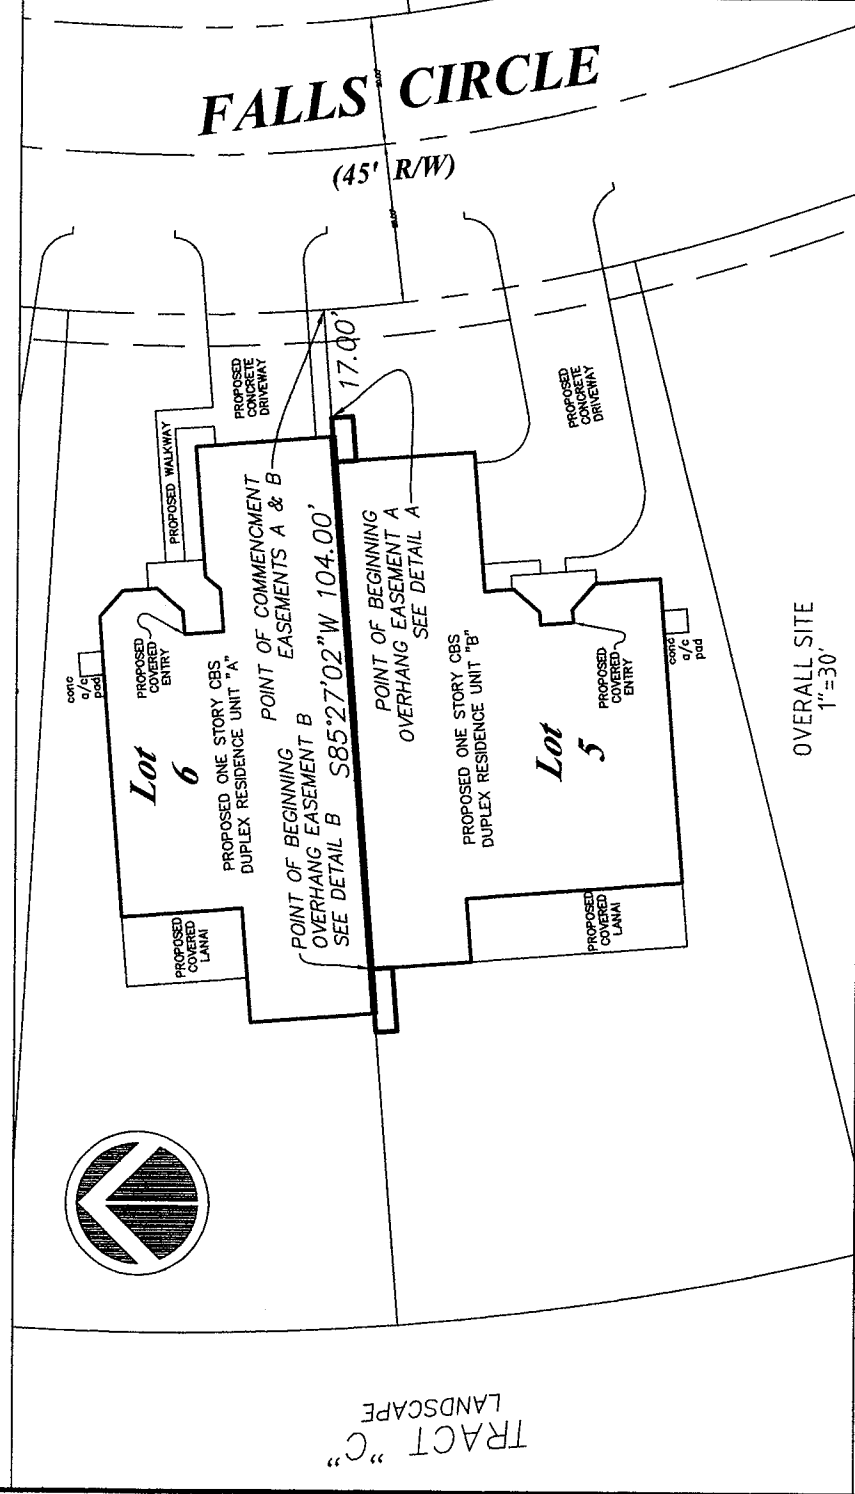 FALLS CIRCLE
(45' R/W)
17.00'
PROPOSED
CONCRETE
DRIVEWAY
PROPOSED
CONCRETE
DRIVEWAY
PROPOSED WALKWAY
POINT OF COMMENCMENT
EASEMENTS A & B
POINT OF BEGINNING
OVERHANG EASEMENT B
SEE DETAIL B
S85°27'02"W 104.00'
POINT OF BEGINNING
OVERHANG EASEMENT A
SEE DETAIL A
conc
a/c
pad
PROPOSED
COVERED
ENTRY
Lot
6
PROPOSED ONE STORY CBS
DUPLEX RESIDENCE UNIT "A"
PROPOSED
COVERED
LANAI
PROPOSED ONE STORY CBS
DUPLEX RESIDENCE UNIT "B"
Lot
5
PROPOSED
COVERED
ENTRY
conc
a/c
pad
PROPOSED
COVERED
LANAI
OVERALL SITE
1"=30'
TRACT "C"
LANDSCAPE